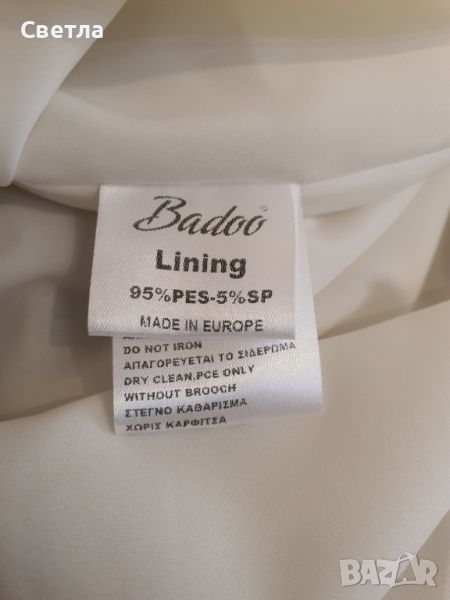 Светла
Badoo
Lining
95%PES-5%SP
MADE IN EUROPE
DO NOT IRON
ΑΠΑΓΟΡΕΥΕΤΑΙ ΤΟ ΣΙΔΕΡΩΜΑ
DRY CLEAN,PCE ONLY
WITHOUT BROOCH
ΣΤΕΓΝΟ ΚΑΘΑΡΙΣΜΑ
ΧΩΡΙΣ ΚΑΡΦΙΤΣΑ
BAZAR